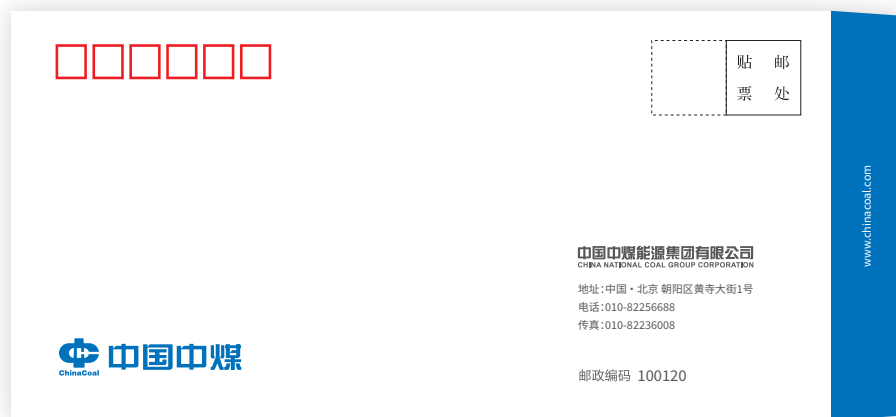 贴 邮
票 处
www.chinacoal.com
中国中煤能源集团有限公司
CHINA NATIONAL COAL GROUP CORPORATION
地址:中国·北京 朝阳区黄寺大街1号
电话:010-82256688
传真:010-82236008
中国中煤
ChinaCoal
邮政编码 100120